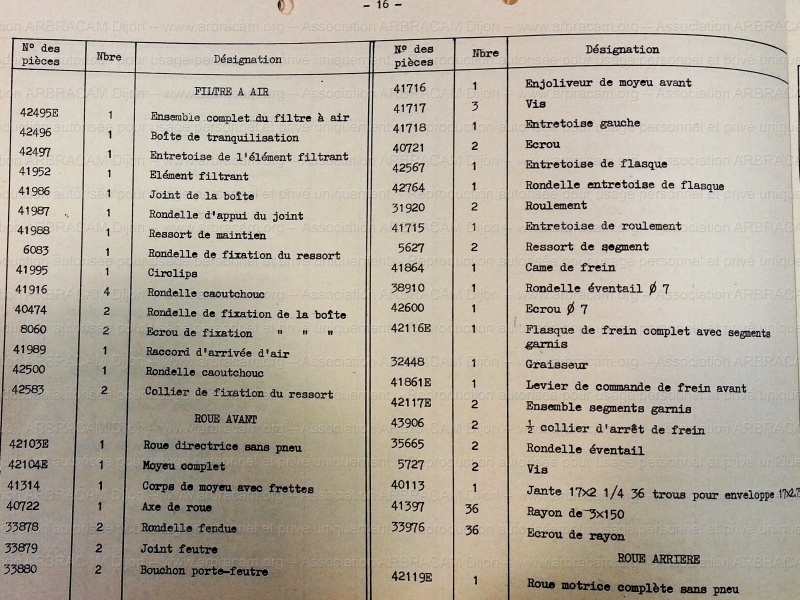 - 16 -
N° des pièces Nbre Désignation
FILTRE A AIR
42495E 1 Ensemble complet du filtre à air
42496 1 Boîte de tranquilisation
42497 1 Entretoise de l'élément filtrant
41952 1 Elément filtrant
41986 1 Joint de la boîte
41987 1 Rondelle d'appui du joint
41988 1 Ressort de maintien
6083 1 Rondelle de fixation du ressort
41995 1 Circlips
41916 4 Rondelle caoutchouc
40474 2 Rondelle de fixation de la boîte
8060 2 Ecrou de fixation " " "
41989 1 Raccord d'arrivée d'air
42500 1 Rondelle caoutchouc
42583 2 Collier de fixation du ressort
ROUE AVANT
42103E 1 Roue directrice sans pneu
42104E 1 Moyeu complet
41314 1 Corps de moyeu avec frettes
40722 1 Axe de roue
33878 2 Rondelle fendue
33879 2 Joint feutre
33880 2 Bouchon porte-feutre
N° des pièces Nbre Désignation
41716 1 Enjoliveur de moyeu avant
41717 3 Vis
41718 1 Entretoise gauche
40721 2 Ecrou
42567 1 Entretoise de flasque
42764 1 Rondelle entretoise de flasque
31920 2 Roulement
41715 1 Entretoise de roulement
5627 2 Ressort de segment
41864 1 Came de frein
38910 1 Rondelle éventail Ø 7
42600 1 Ecrou Ø 7
42116E 1 Flasque de frein complet avec segments
garnis
32448 1 Graisseur
41861E 1 Levier de commande de frein avant
42117E 2 Ensemble segments garnis
43906 2 ½ collier d'arrêt de frein
35665 2 Rondelle éventail
5727 2 Vis
40113 1 Jante 17x2 1/4 36 trous pour enveloppe
41397 36 Rayon de 3x150
33976 36 Ecrou de rayon
ROUE ARRIERE
42119E 1 Roue motrice complète sans pneu